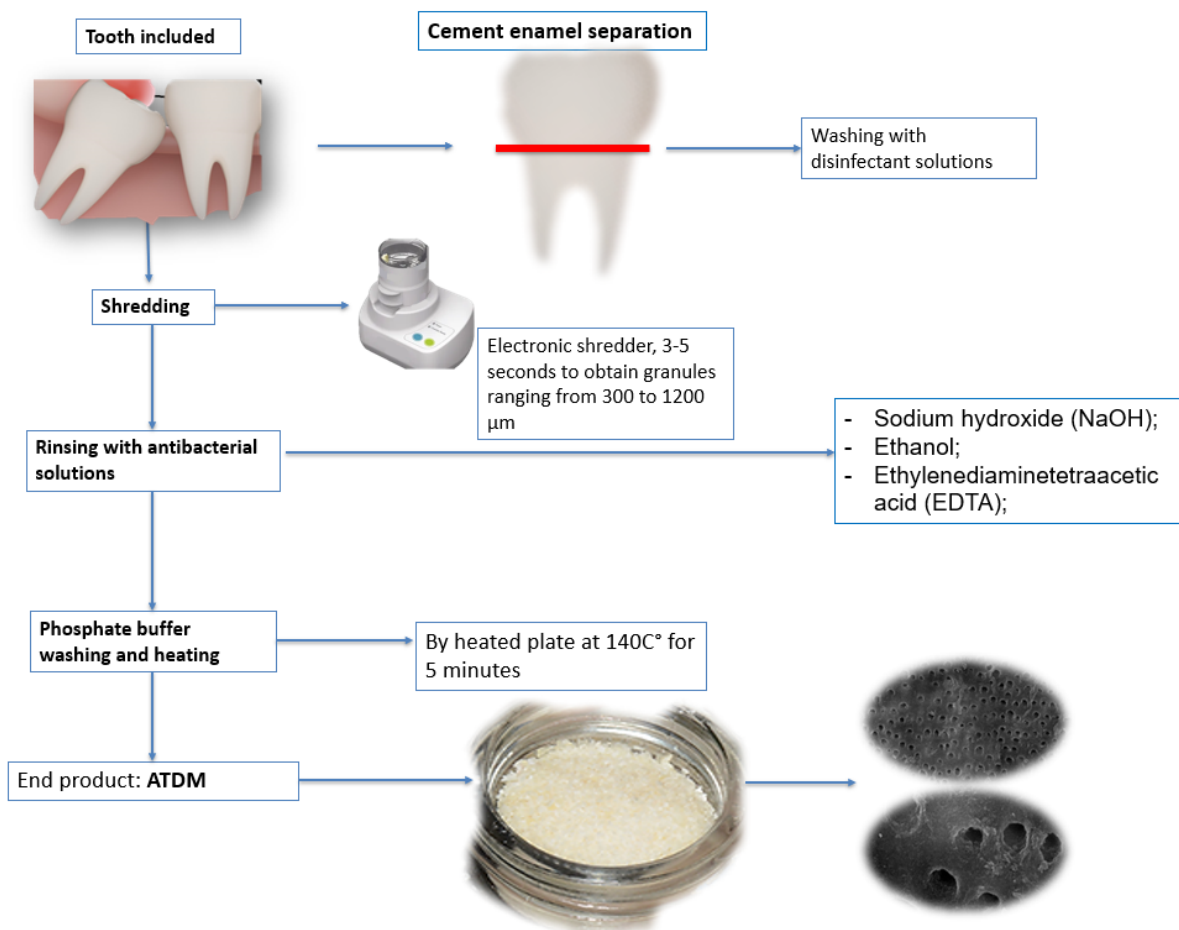 Tooth included
Cement enamel separation
Washing with
disinfectant solutions
Shredding
Electronic shredder, 3-5
seconds to obtain granules
ranging from 300 to 1200
µm
Rinsing with antibacterial
solutions
- Sodium hydroxide (NaOH);
- Ethanol;
- Ethylenediaminetetraacetic
acid (EDTA);
Phosphate buffer
washing and heating
By heated plate at 140C° for
5 minutes
End product: ATDM